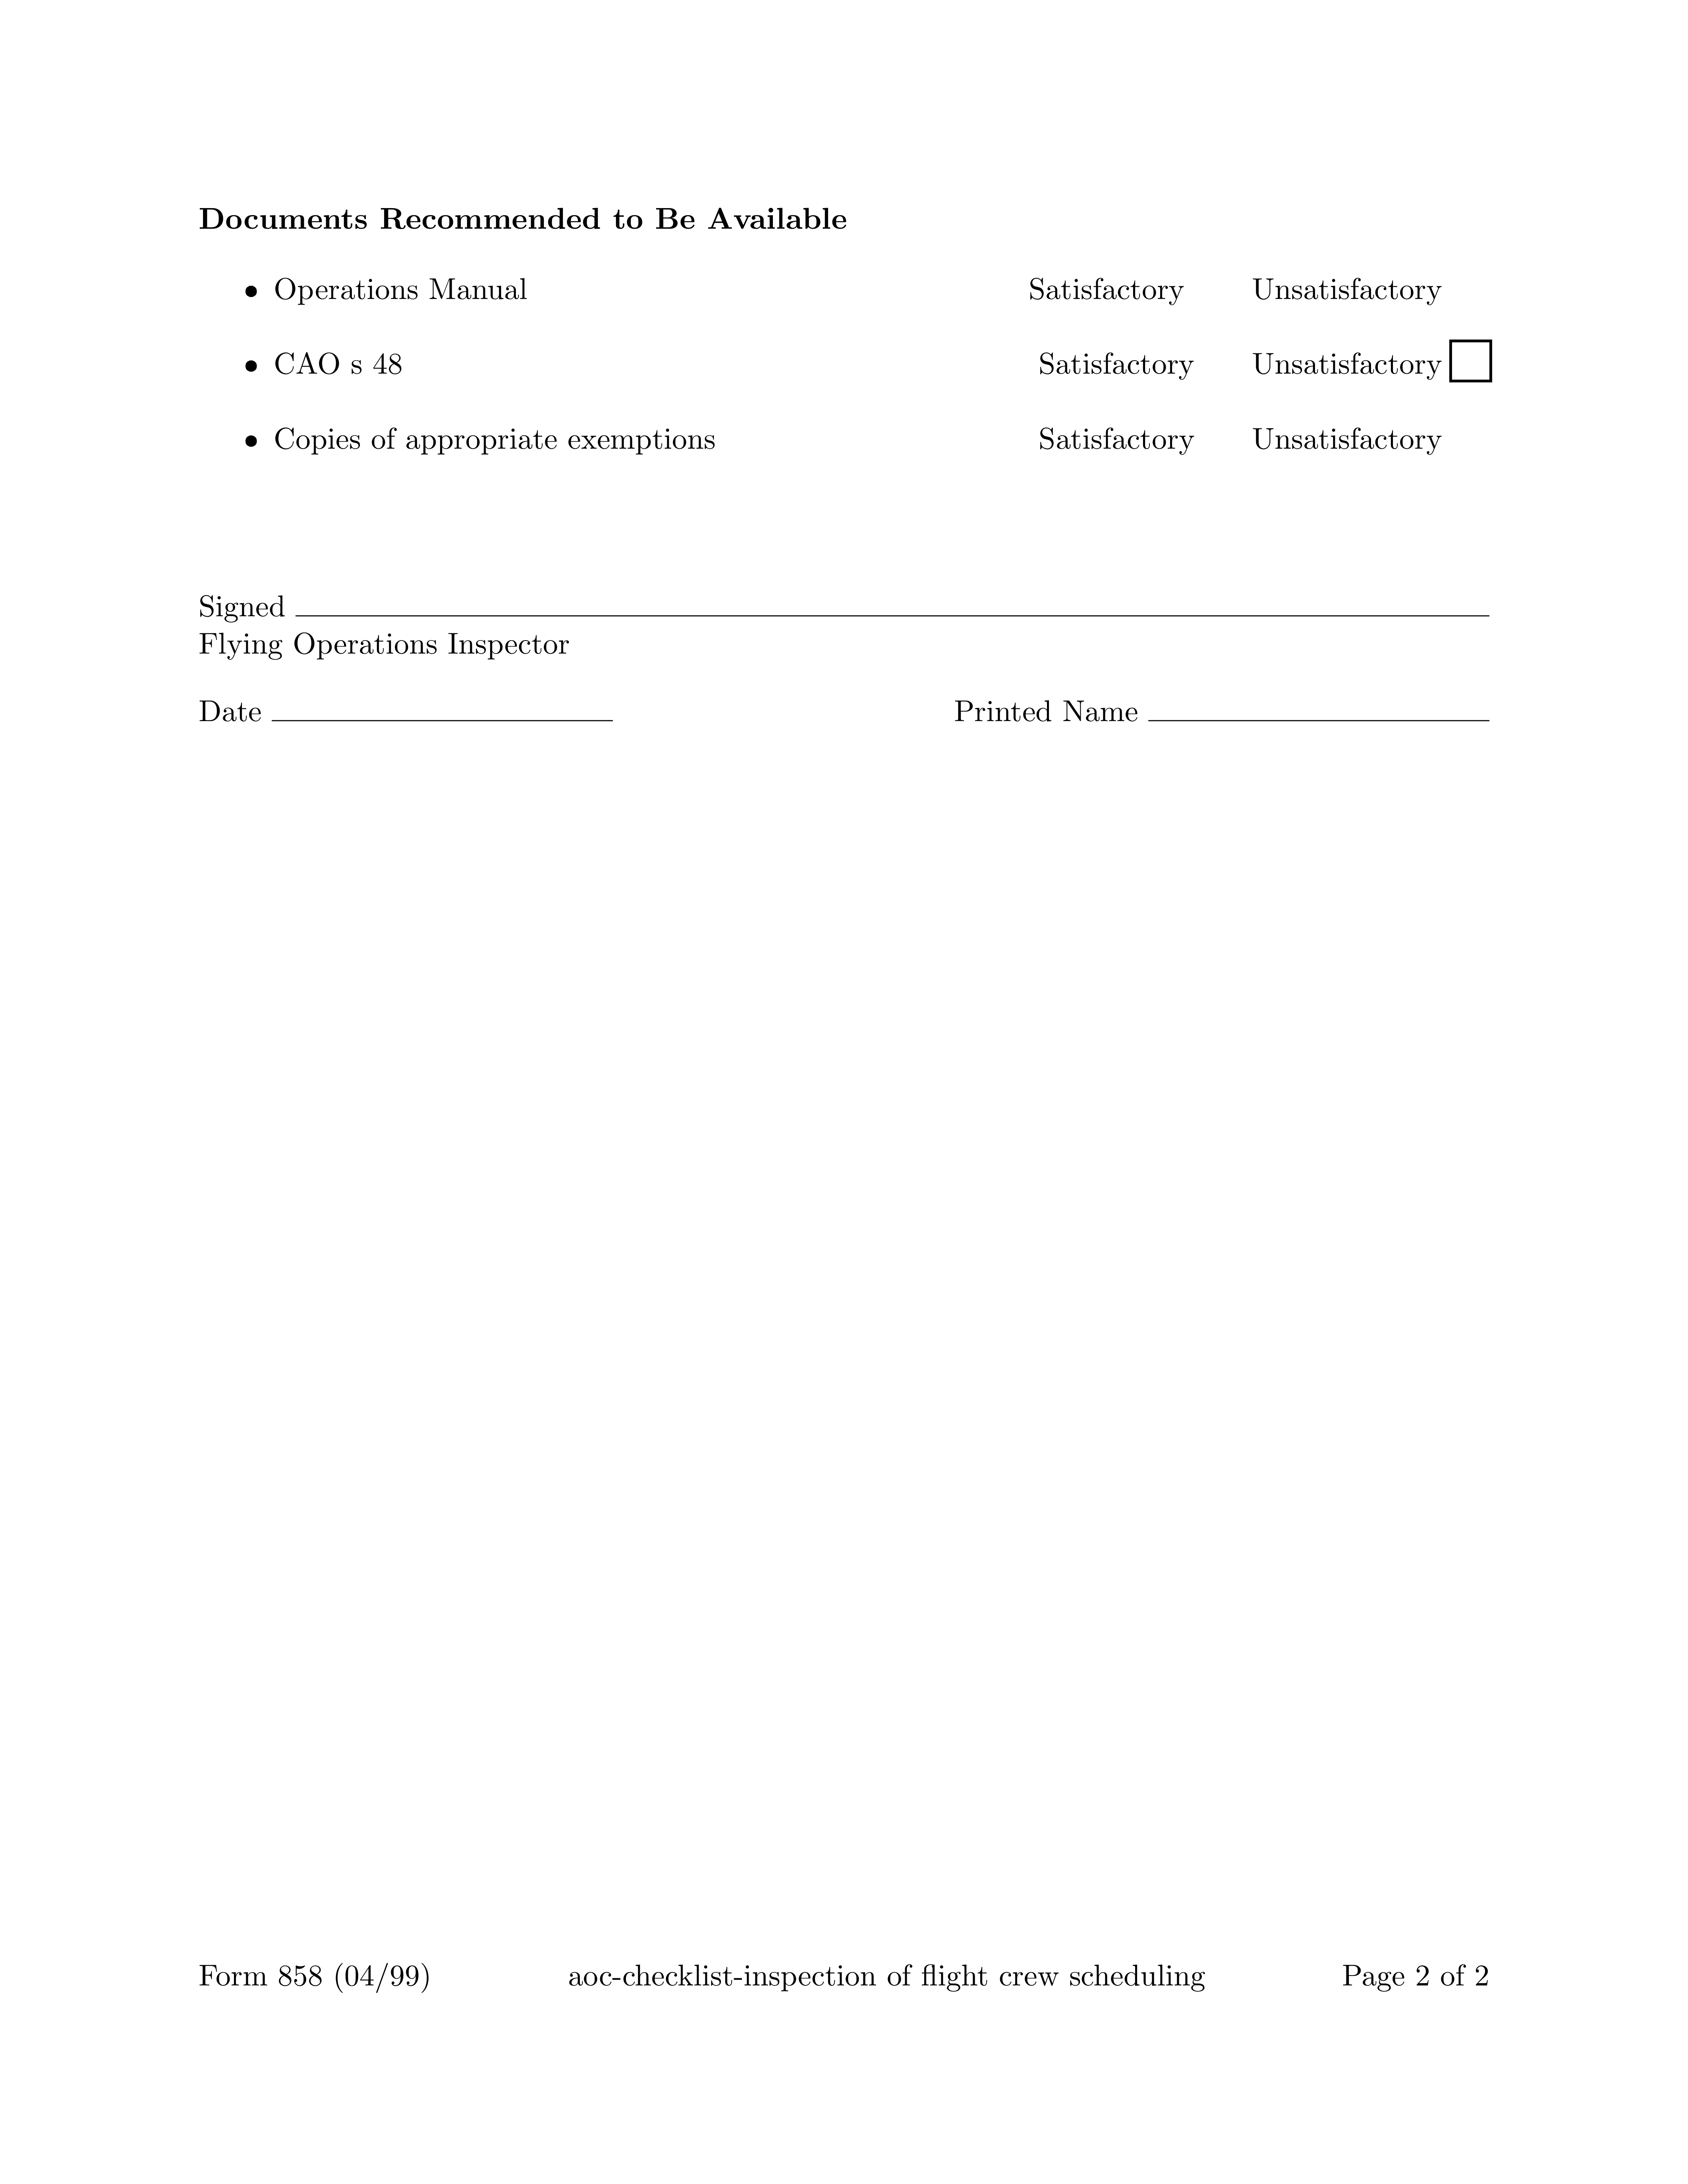 Documents Recommended to Be Available
• Operations Manual Satisfactory Unsatisfactory
• CAO s 48 Satisfactory Unsatisfactory
• Copies of appropriate exemptions Satisfactory Unsatisfactory
Signed
Flying Operations Inspector
Date Printed Name
Form 858 (04/99) aoc-checklist-inspection of flight crew scheduling Page 2 of 2